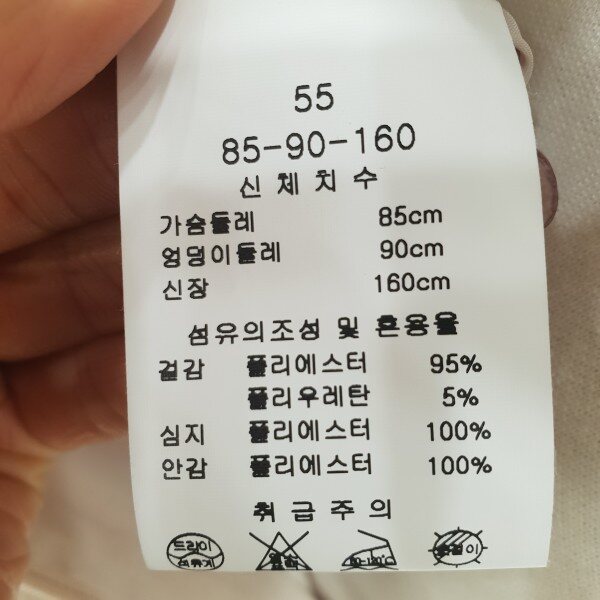 55
85-90-160
신체치수
가슴둘레 85cm
엉덩이둘레 90cm
신장 160cm
섬유의조성 및 혼용율
겉감 폴리에스터 95%
폴리우레탄 5%
심지 폴리에스터 100%
안감 폴리에스터 100%
취급주의
드라이